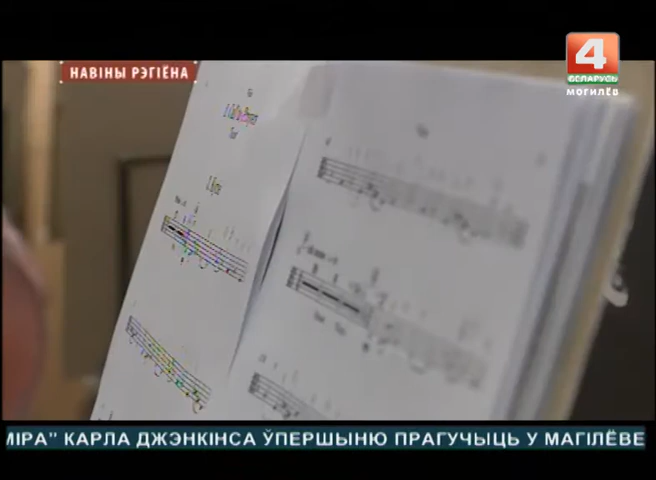 НАВІНЫ РЭГІЁНА
4
БЕЛАРУСЬ
МОГИЛЁВ
МІРА" КАРЛА ДЖЭНКІНСА ЎПЕРШЫНЮ ПРАГУЧЫЦЬ У МАГІЛЁВЕ